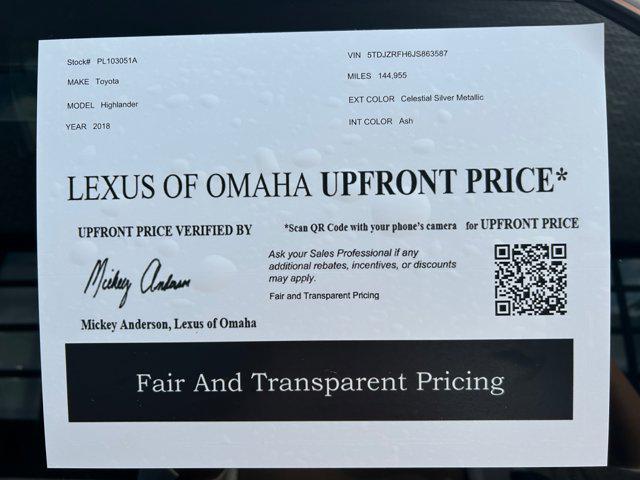 Stock# PL103051A
MAKE Toyota
MODEL Highlander
YEAR 2018
VIN 5TDJZRFH6JS863587
MILES 144,955
EXT COLOR Celestial Silver Metallic
INT COLOR Ash
LEXUS OF OMAHA UPFRONT PRICE*
UPFRONT PRICE VERIFIED BY
Mickey Anderson
Mickey Anderson, Lexus of Omaha
*Scan QR Code with your phone's camera for UPFRONT PRICE
Ask your Sales Professional if any
additional rebates, incentives, or discounts
may apply.
Fair and Transparent Pricing
Fair And Transparent Pricing